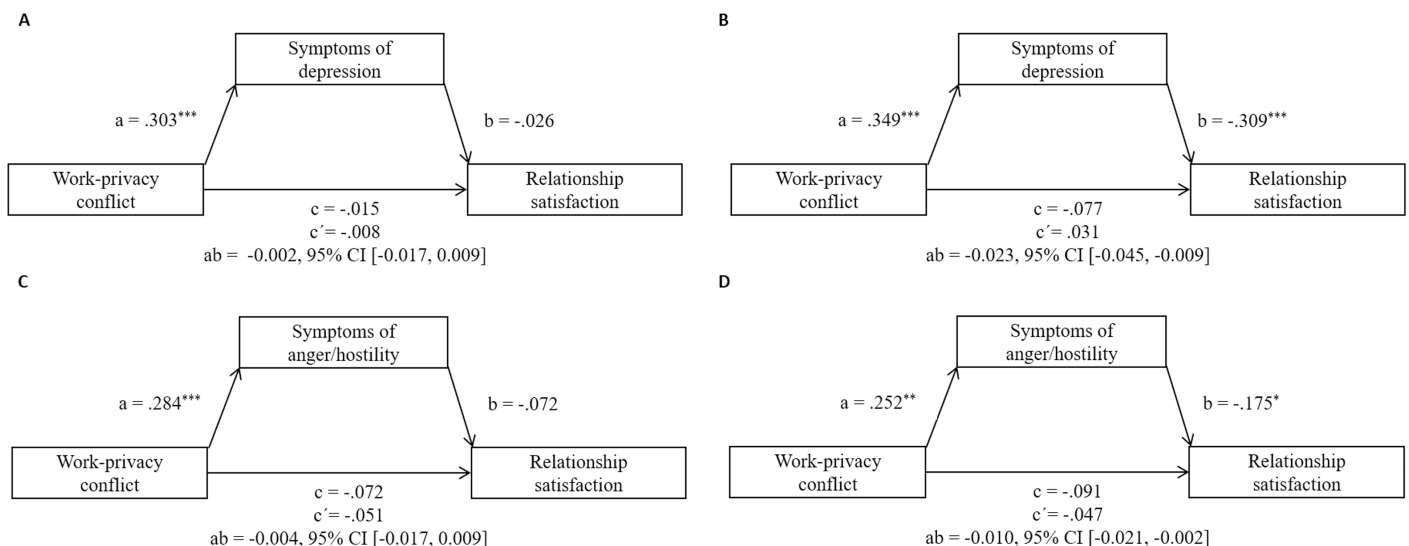 A
Symptoms of
depression
a = .303***
b = -.026
Work-privacy
conflict
Relationship
satisfaction
c = -.015
c´= -.008
ab = -0.002, 95% CI [-0.017, 0.009]
B
Symptoms of
depression
a = .349***
b = -.309***
Work-privacy
conflict
Relationship
satisfaction
c = -.077
c´= .031
ab = -0.023, 95% CI [-0.045, -0.009]
C
Symptoms of
anger/hostility
a = .284***
b = -.072
Work-privacy
conflict
Relationship
satisfaction
c = -.072
c´= -.051
ab = -0.004, 95% CI [-0.017, 0.009]
D
Symptoms of
anger/hostility
a = .252**
b = -.175*
Work-privacy
conflict
Relationship
satisfaction
c = -.091
c´= -.047
ab = -0.010, 95% CI [-0.021, -0.002]